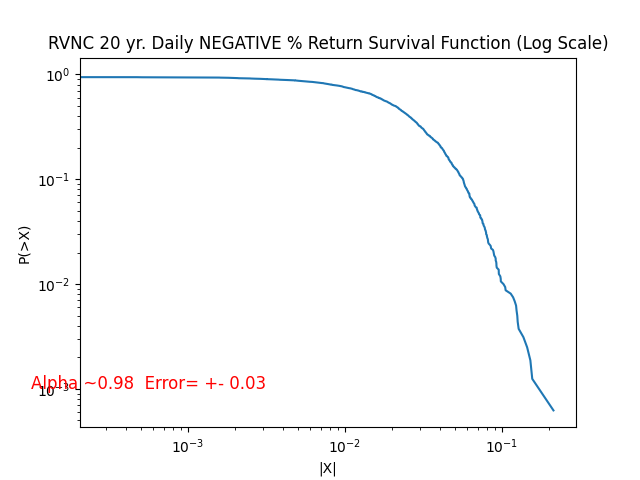 RVNC 20 yr. Daily NEGATIVE % Return Survival Function (Log Scale)
10⁰
10⁻¹
10⁻²
10⁻³
P(>X)
Alpha ~0.98  Error= +- 0.03
10⁻³
10⁻²
10⁻¹
|X|